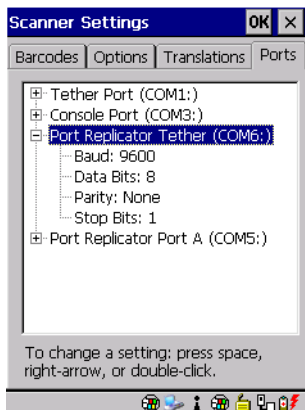 Scanner Settings OK ×
Barcodes Options Translations Ports
Tether Port (COM1:)
Console Port (COM3:)
Port Replicator Tether (COM6:)
Baud: 9600
Data Bits: 8
Parity: None
Stop Bits: 1
Port Replicator Port A (COM5:)
To change a setting: press space,
right-arrow, or double-click.